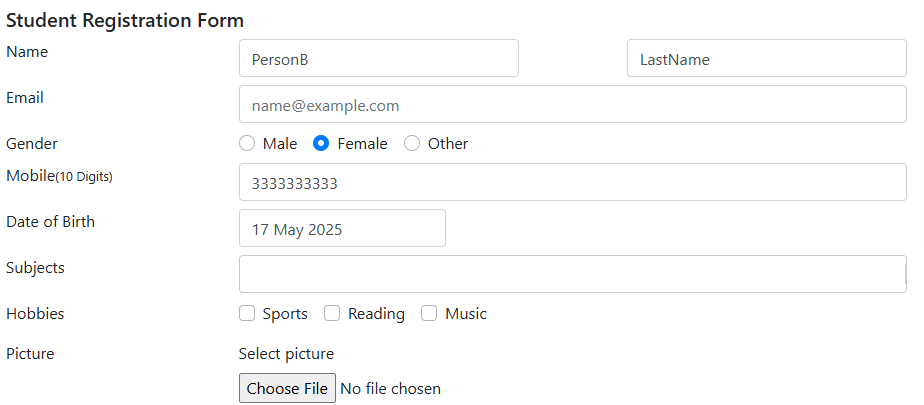 Student Registration Form
Name PersonB LastName
Email name@example.com
Gender Male Female Other
Mobile(10 Digits) 3333333333
Date of Birth 17 May 2025
Subjects
Hobbies Sports Reading Music
Picture Select picture
Choose File No file chosen